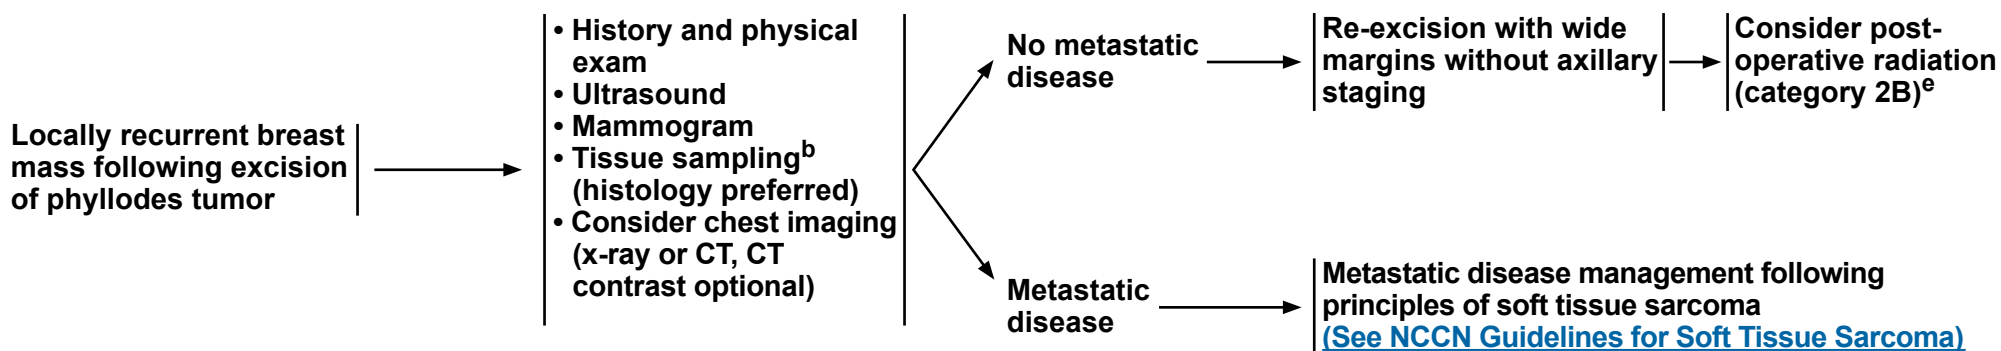 Locally recurrent breast
mass following excision
of phyllodes tumor
• History and physical
exam
• Ultrasound
• Mammogram
• Tissue samplingb
(histology preferred)
• Consider chest imaging
(x-ray or CT, CT
contrast optional)
No metastatic
disease
Re-excision with wide
margins without axillary
staging
Consider post-
operative radiation
(category 2B)e
Metastatic
disease
Metastatic disease management following
principles of soft tissue sarcoma
(See NCCN Guidelines for Soft Tissue Sarcoma)